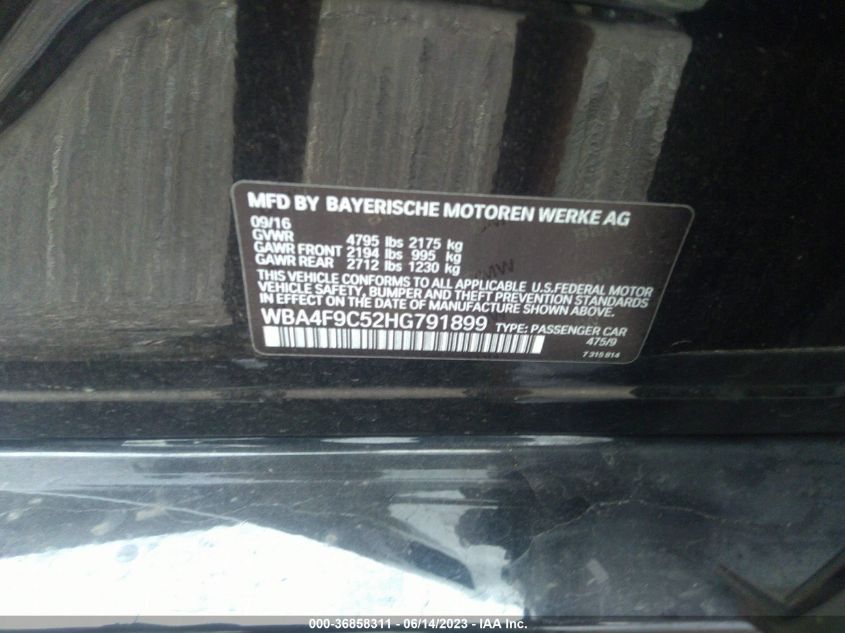 MFD BY BAYERISCHE MOTOREN WERKE AG
09/16
GVWR 4795 lbs 2175 kg
GAWR FRONT 2194 lbs 995 kg
GAWR REAR 2712 lbs 1230 kg
THIS VEHICLE CONFORMS TO ALL APPLICABLE U.S.FEDERAL MOTOR
VEHICLE SAFETY, BUMPER AND THEFT PREVENTION STANDARDS
IN EFFECT ON THE DATE OF MANUFACTURE SHOWN ABOVE.
WBA4F9C52HG791899 TYPE: PASSENGER CAR
475/9
7 315 814
000-36858311 - 06/14/2023 - IAA Inc.